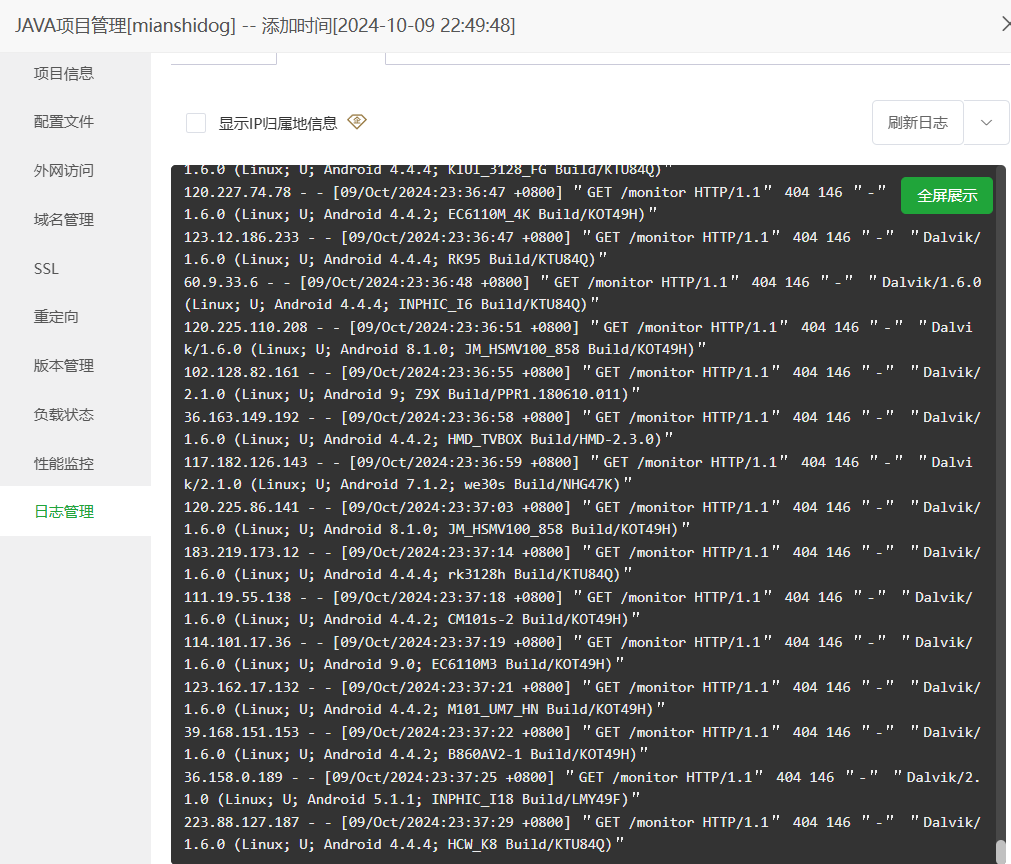 JAVA项目管理[mianshidog] -- 添加时间[2024-10-09 22:49:48]
项目信息
配置文件
外网访问
域名管理
SSL
重定向
版本管理
负载状态
性能监控
日志管理
显示IP归属地信息
刷新日志
全屏展示
1.6.0 (Linux; U; Android 4.4.4; KIUI_3128_FG Build/KTU84Q)"
120.227.74.78 - - [09/Oct/2024:23:36:47 +0800] "GET /monitor HTTP/1.1" 404 146 "-"
1.6.0 (Linux; U; Android 4.4.2; EC6110M_4K Build/KOT49H)"
123.12.186.233 - - [09/Oct/2024:23:36:47 +0800] "GET /monitor HTTP/1.1" 404 146 "-" "Dalvik/
1.6.0 (Linux; U; Android 4.4.4; RK95 Build/KTU84Q)"
60.9.33.6 - - [09/Oct/2024:23:36:48 +0800] "GET /monitor HTTP/1.1" 404 146 "-" "Dalvik/1.6.0
(Linux; U; Android 4.4.4; INPHIC_I6 Build/KTU84Q)"
120.225.110.208 - - [09/Oct/2024:23:36:51 +0800] "GET /monitor HTTP/1.1" 404 146 "-" "Dalvi
k/1.6.0 (Linux; U; Android 8.1.0; JM_HSMV100_858 Build/KOT49H)"
102.128.82.161 - - [09/Oct/2024:23:36:55 +0800] "GET /monitor HTTP/1.1" 404 146 "-" "Dalvik/
2.1.0 (Linux; U; Android 9; Z9X Build/PPR1.180610.011)"
36.163.149.192 - - [09/Oct/2024:23:36:58 +0800] "GET /monitor HTTP/1.1" 404 146 "-" "Dalvik/
1.6.0 (Linux; U; Android 4.4.2; HMD_TVBOX Build/HMD-2.3.0)"
117.182.126.143 - - [09/Oct/2024:23:36:59 +0800] "GET /monitor HTTP/1.1" 404 146 "-" "Dalvi
k/2.1.0 (Linux; U; Android 7.1.2; we30s Build/NHG47K)"
120.225.86.141 - - [09/Oct/2024:23:37:03 +0800] "GET /monitor HTTP/1.1" 404 146 "-" "Dalvik/
1.6.0 (Linux; U; Android 8.1.0; JM_HSMV100_858 Build/KOT49H)"
183.219.173.12 - - [09/Oct/2024:23:37:14 +0800] "GET /monitor HTTP/1.1" 404 146 "-" "Dalvik/
1.6.0 (Linux; U; Android 4.4.4; rk3128h Build/KTU84Q)"
111.19.55.138 - - [09/Oct/2024:23:37:18 +0800] "GET /monitor HTTP/1.1" 404 146 "-" "Dalvik/
1.6.0 (Linux; U; Android 4.4.2; CM101s-2 Build/KOT49H)"
114.101.17.36 - - [09/Oct/2024:23:37:19 +0800] "GET /monitor HTTP/1.1" 404 146 "-" "Dalvik/
1.6.0 (Linux; U; Android 9.0; EC6110M3 Build/KOT49H)"
123.162.17.132 - - [09/Oct/2024:23:37:21 +0800] "GET /monitor HTTP/1.1" 404 146 "-" "Dalvik/
1.6.0 (Linux; U; Android 4.4.2; M101_UM7_HN Build/KOT49H)"
39.168.151.153 - - [09/Oct/2024:23:37:22 +0800] "GET /monitor HTTP/1.1" 404 146 "-" "Dalvik/
1.6.0 (Linux; U; Android 4.4.2; B860AV2-1 Build/KOT49H)"
36.158.0.189 - - [09/Oct/2024:23:37:25 +0800] "GET /monitor HTTP/1.1" 404 146 "-" "Dalvik/2.
1.0 (Linux; U; Android 5.1.1; INPHIC_I18 Build/LMY49F)"
223.88.127.187 - - [09/Oct/2024:23:37:29 +0800] "GET /monitor HTTP/1.1" 404 146 "-" "Dalvik/
1.6.0 (Linux; U; Android 4.4.4; HCW_K8 Build/KTU84Q)"